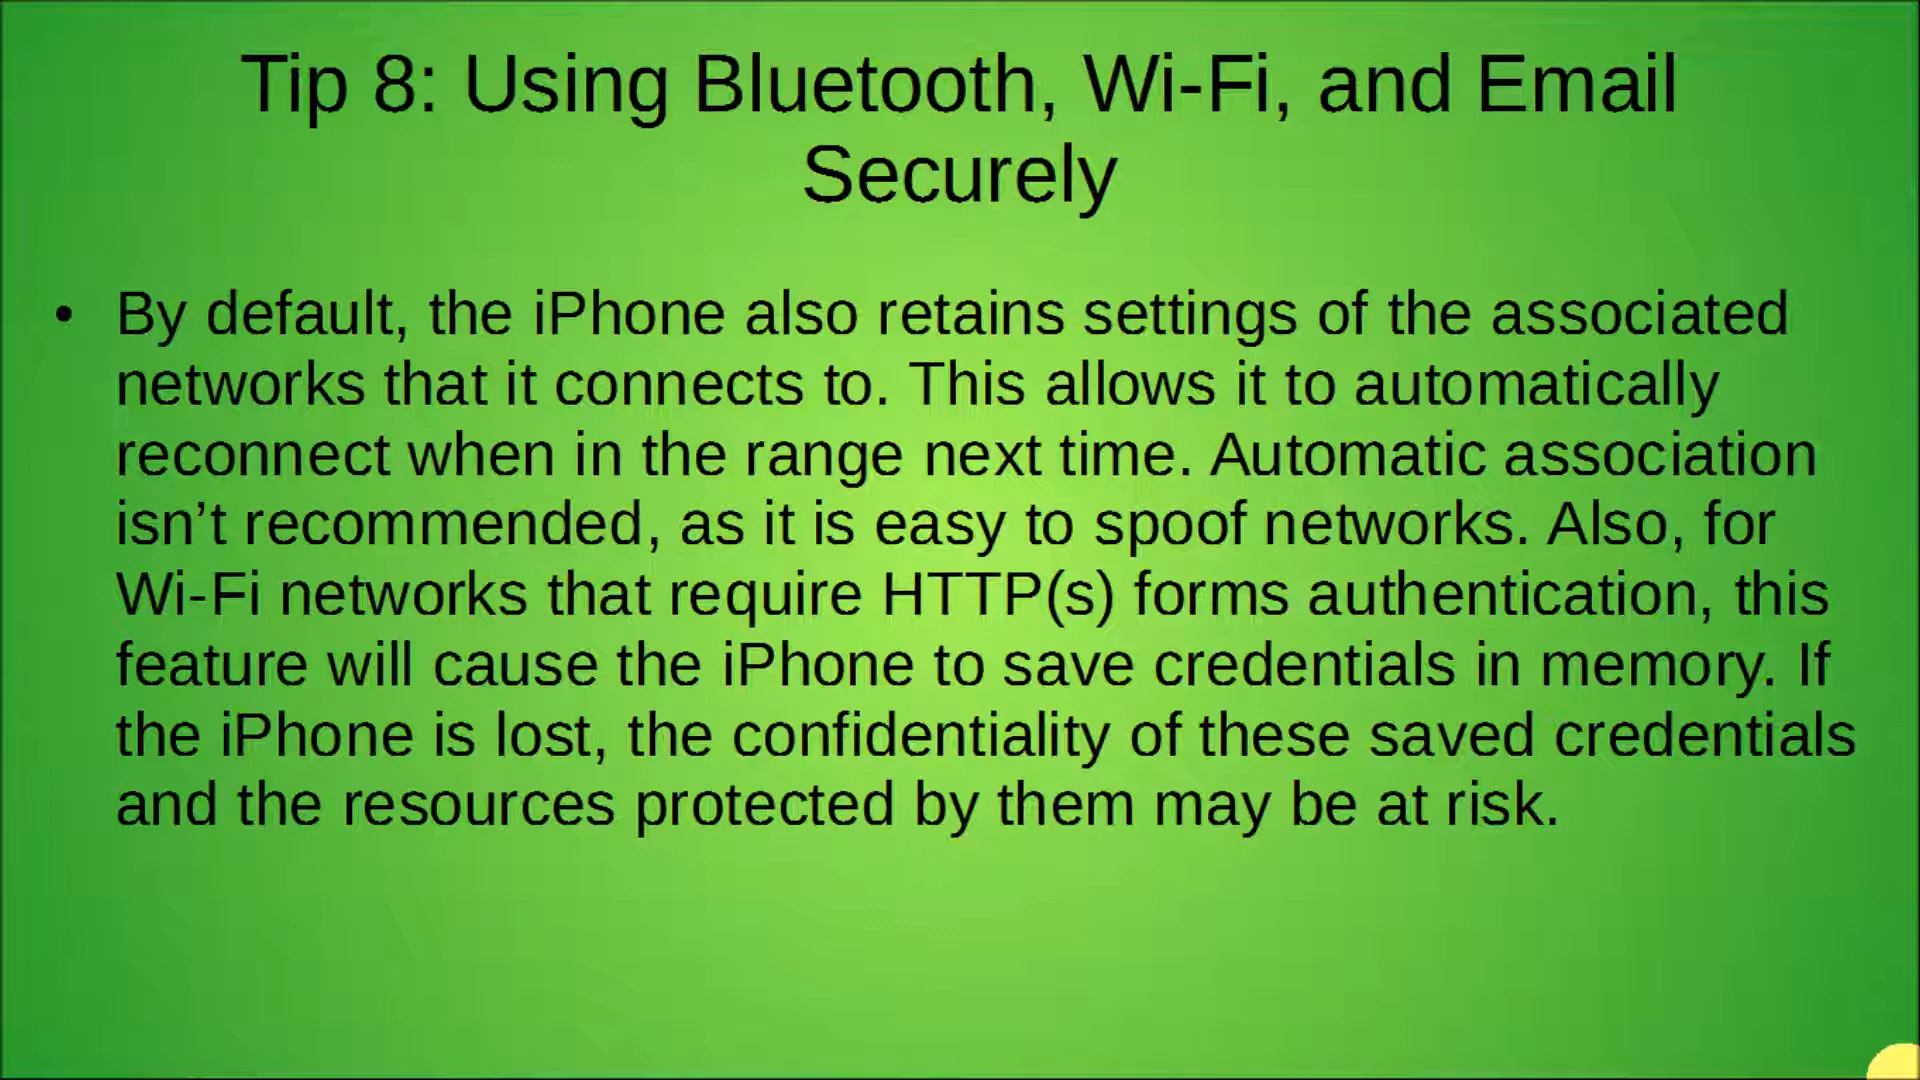 Tip 8: Using Bluetooth, Wi-Fi, and Email
Securely
• By default, the iPhone also retains settings of the associated
networks that it connects to. This allows it to automatically
reconnect when in the range next time. Automatic association
isn’t recommended, as it is easy to spoof networks. Also, for
Wi-Fi networks that require HTTP(s) forms authentication, this
feature will cause the iPhone to save credentials in memory. If
the iPhone is lost, the confidentiality of these saved credentials
and the resources protected by them may be at risk.